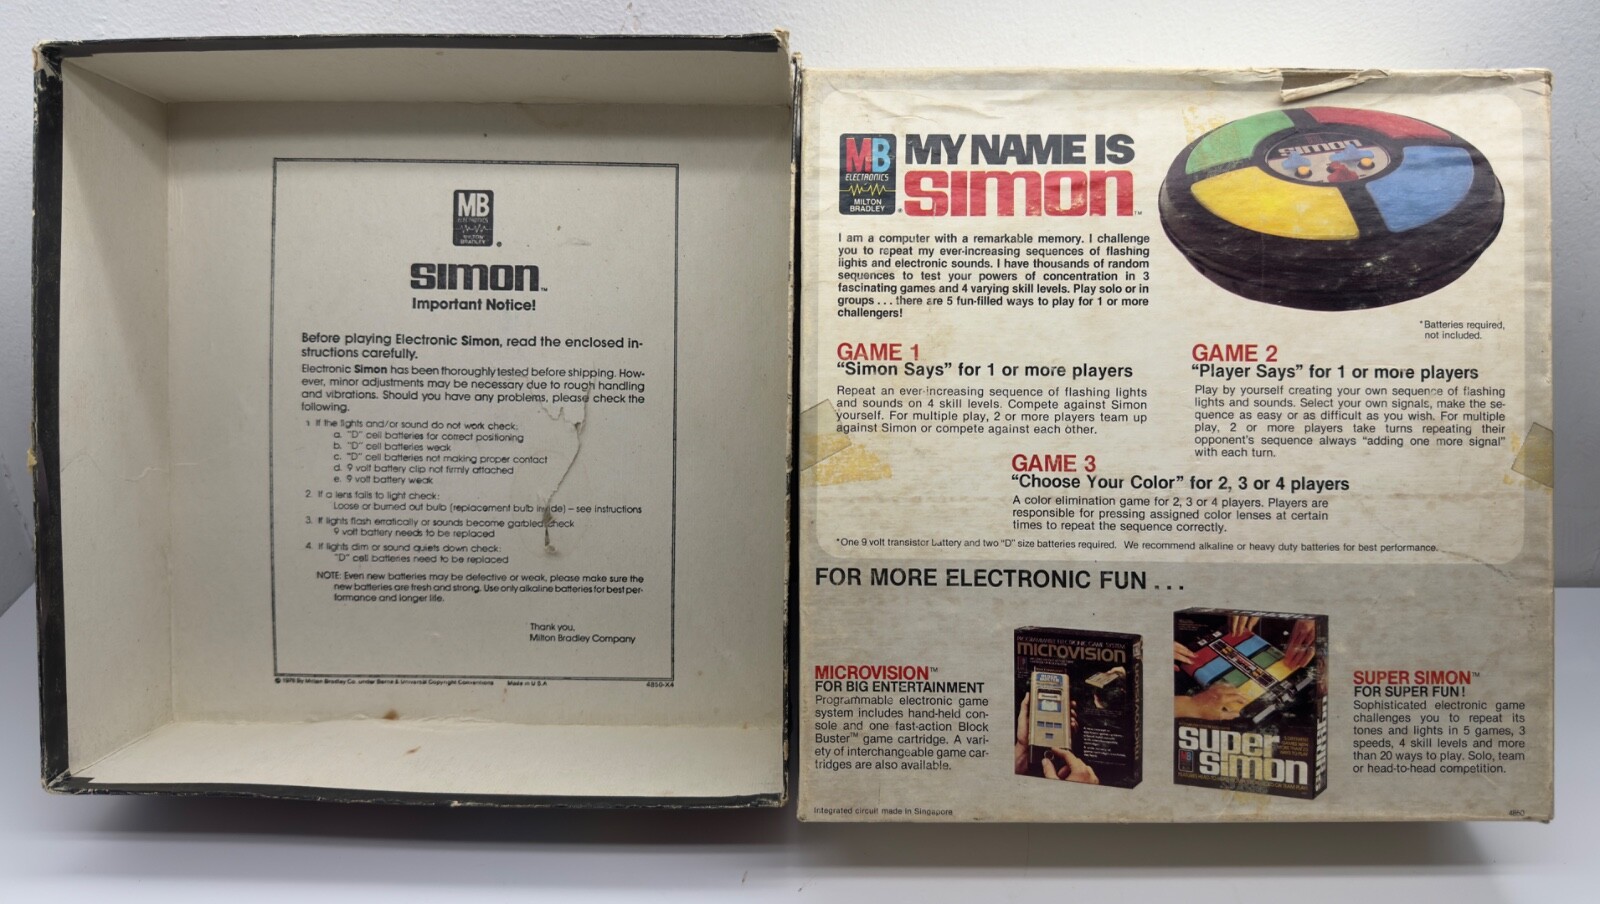 MB
ELECTRONICS
MILTON
BRADLEY
simon™
Important Notice!
Before playing Electronic Simon, read the enclosed in-
structions carefully.
Electronic Simon has been thoroughly tested before shipping. How-
ever, minor adjustments may be necessary due to rough handling
and vibrations. Should you have any problems, please check the
following.
1. If the lights and/or sound do not work check:
a. "D" cell batteries for correct positioning
b. "D" cell batteries weak
c. "D" cell batteries not making proper contact
d. 9 volt battery clip not firmly attached
e. 9 volt battery weak
2. If a lens fails to light check:
Loose or burned out bulb (replacement bulb inside) – see instructions
3. If lights flash erratically or sounds become garbled check
9 volt battery needs to be replaced
4. If lights dim or sound quiets down check:
"D" cell batteries need to be replaced
NOTE: Even new batteries may be defective or weak, please make sure the
new batteries are fresh and strong. Use only alkaline batteries for best per-
formance and longer life.
Thank you,
Milton Bradley Company
By Milton Bradley Co. under Berne & Universal Copyright Conventions Made in U.S.A. 4850-X4
MB
ELECTRONICS
MILTON
BRADLEY
MY NAME IS
simon™
simon
I am a computer with a remarkable memory. I challenge
you to repeat my ever-increasing sequences of flashing
lights and electronic sounds. I have thousands of random
sequences to test your powers of concentration in 3
fascinating games and 4 varying skill levels. Play solo or in
groups . . . there are 5 fun-filled ways to play for 1 or more
challengers!
*Batteries required,
not included.
GAME 1
"Simon Says" for 1 or more players
Repeat an ever-increasing sequence of flashing lights
and sounds on 4 skill levels. Compete against Simon
yourself. For multiple play, 2 or more players team up
against Simon or compete against each other.
GAME 2
"Player Says" for 1 or more players
Play by yourself creating your own sequence of flashing
lights and sounds. Select your own signals, make the se-
quence as easy or as difficult as you wish. For multiple
play, 2 or more players take turns repeating their
opponent's sequence always "adding one more signal"
with each turn.
GAME 3
"Choose Your Color" for 2, 3 or 4 players
A color elimination game for 2, 3 or 4 players. Players are
responsible for pressing assigned color lenses at certain
times to repeat the sequence correctly.
*One 9 volt transistor battery and two "D" size batteries required. We recommend alkaline or heavy duty batteries for best performance.
FOR MORE ELECTRONIC FUN . . .
MICROVISION™
FOR BIG ENTERTAINMENT
Programmable electronic game
system includes hand-held con-
sole and one fast-action Block
Buster™ game cartridge. A vari-
ety of interchangeable game car-
tridges are also available.
PROGRAMMABLE ELECTRONIC GAME SYSTEM
microvision
super
simon
SUPER SIMON™
FOR SUPER FUN!
Sophisticated electronic game
challenges you to repeat its
tones and lights in 5 games, 3
speeds, 4 skill levels and more
than 20 ways to play. Solo, team
or head-to-head competition.
Integrated circuit made in Singapore
4850